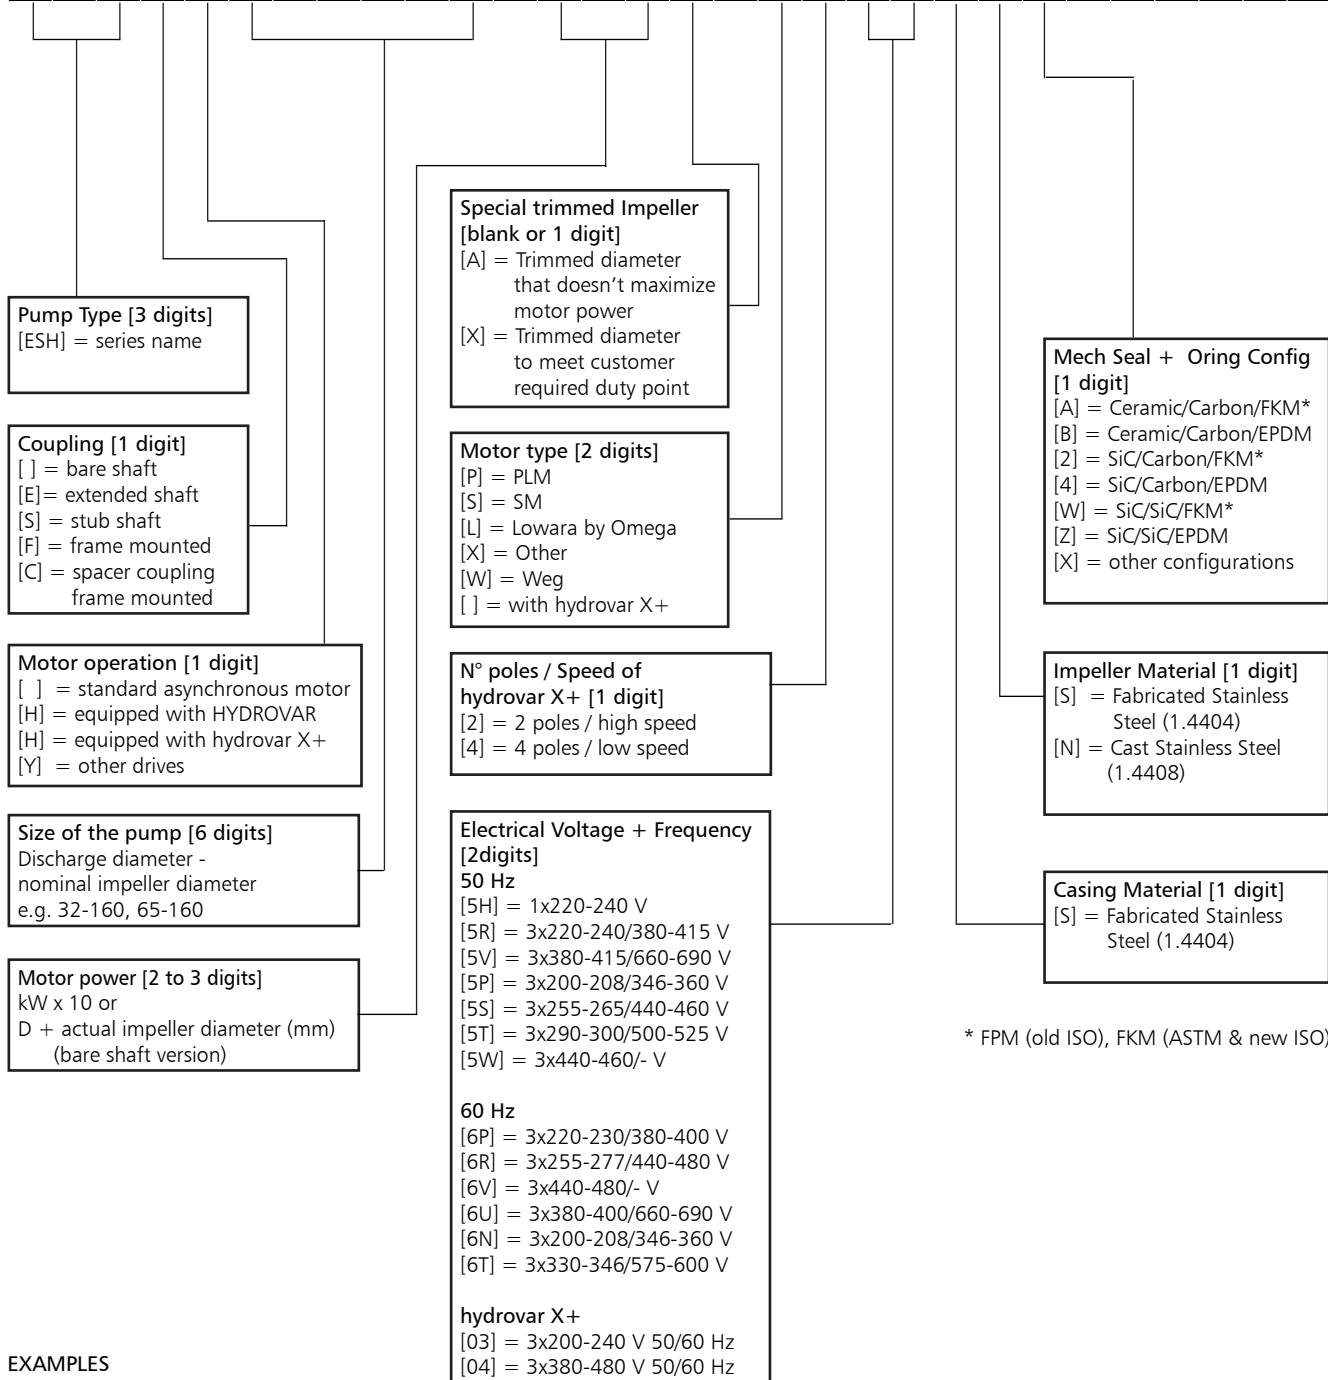 Special trimmed Impeller
[blank or 1 digit]
[A] = Trimmed diameter
that doesn't maximize
motor power
[X] = Trimmed diameter
to meet customer
required duty point
Pump Type [3 digits]
[ESH] = series name
Coupling [1 digit]
[ ] = bare shaft
[E]= extended shaft
[S] = stub shaft
[F] = frame mounted
[C] = spacer coupling
frame mounted
Motor type [2 digits]
[P] = PLM
[S] = SM
[L] = Lowara by Omega
[X] = Other
[W] = Weg
[ ] = with hydrovar X+
Mech Seal + Oring Config
[1 digit]
[A] = Ceramic/Carbon/FKM*
[B] = Ceramic/Carbon/EPDM
[2] = SiC/Carbon/FKM*
[4] = SiC/Carbon/EPDM
[W] = SiC/SiC/FKM*
[Z] = SiC/SiC/EPDM
[X] = other configurations
Motor operation [1 digit]
[ ] = standard asynchronous motor
[H] = equipped with HYDROVAR
[H] = equipped with hydrovar X+
[Y] = other drives
N° poles / Speed of
hydrovar X+ [1 digit]
[2] = 2 poles / high speed
[4] = 4 poles / low speed
Impeller Material [1 digit]
[S] = Fabricated Stainless
Steel (1.4404)
[N] = Cast Stainless Steel
(1.4408)
Size of the pump [6 digits]
Discharge diameter -
nominal impeller diameter
e.g. 32-160, 65-160
Motor power [2 to 3 digits]
kW x 10 or
D + actual impeller diameter (mm)
(bare shaft version)
Electrical Voltage + Frequency
[2digits]
50 Hz
[5H] = 1x220-240 V
[5R] = 3x220-240/380-415 V
[5V] = 3x380-415/660-690 V
[5P] = 3x200-208/346-360 V
[5S] = 3x255-265/440-460 V
[5T] = 3x290-300/500-525 V
[5W] = 3x440-460/- V
60 Hz
[6P] = 3x220-230/380-400 V
[6R] = 3x255-277/440-480 V
[6V] = 3x440-480/- V
[6U] = 3x380-400/660-690 V
[6N] = 3x200-208/346-360 V
[6T] = 3x330-346/575-600 V
hydrovar X+
[03] = 3x200-240 V 50/60 Hz
[04] = 3x380-480 V 50/60 Hz
Casing Material [1 digit]
[S] = Fabricated Stainless
Steel (1.4404)
* FPM (old ISO), FKM (ASTM & new ISO)
EXAMPLES